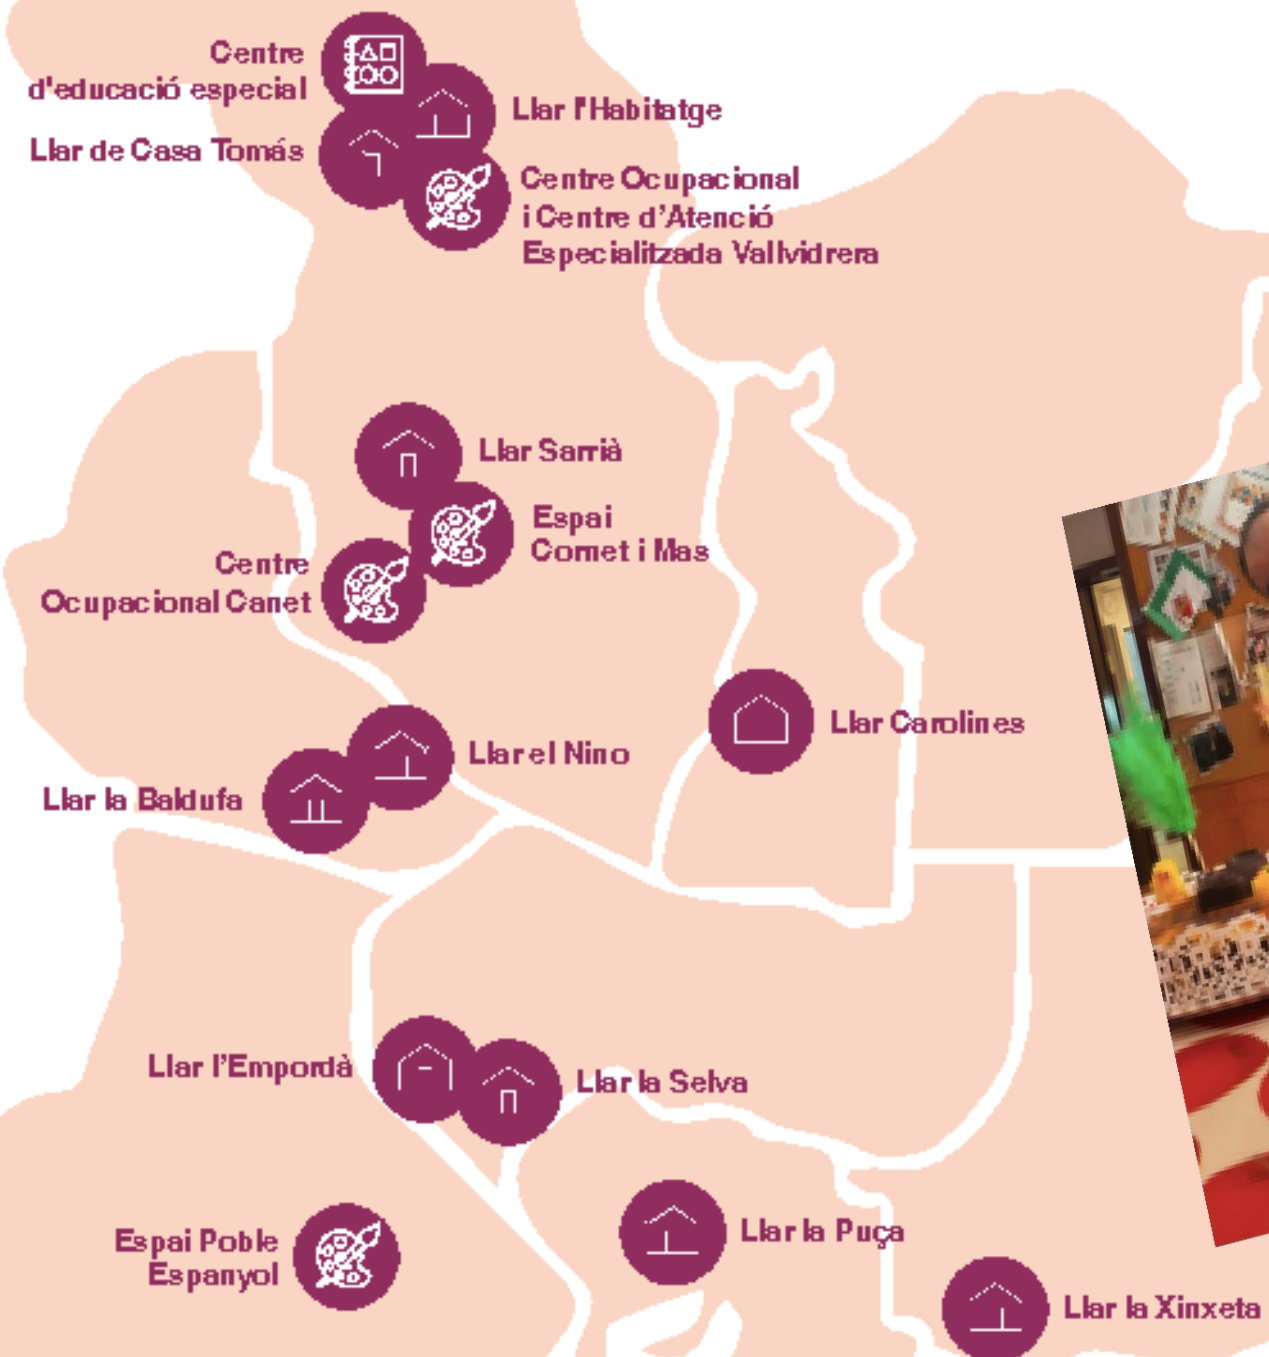 Centre
d'educació especial
Llar l'Habitatge
Llar de Casa Tomás
Centre Ocupacional
i Centre d'Atenció
Especialitzada Vallvidrera
Llar Sarrià
Espai
Cornet i Mas
Centre
Ocupacional Canet
Llar Carolines
Llar el Nino
Llar la Baldufa
Llar l'Empordà
Llar la Selva
Llar la Puça
Espai Poble
Espanyol
Llar la Xinxeta